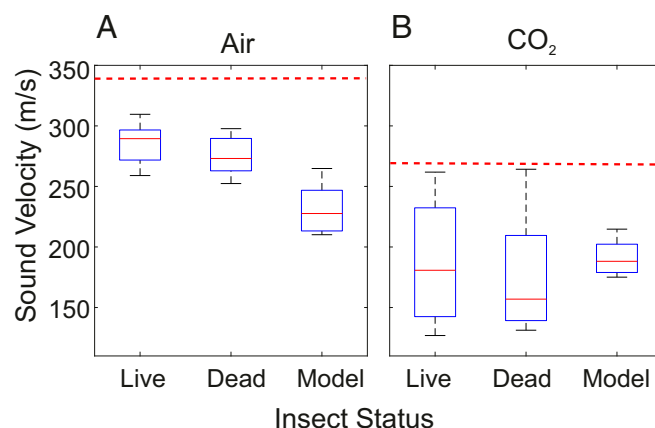 A
Air
B
CO₂
Sound Velocity (m/s)
350
300
250
200
150
Live
Dead
Model
Live
Dead
Model
Insect Status